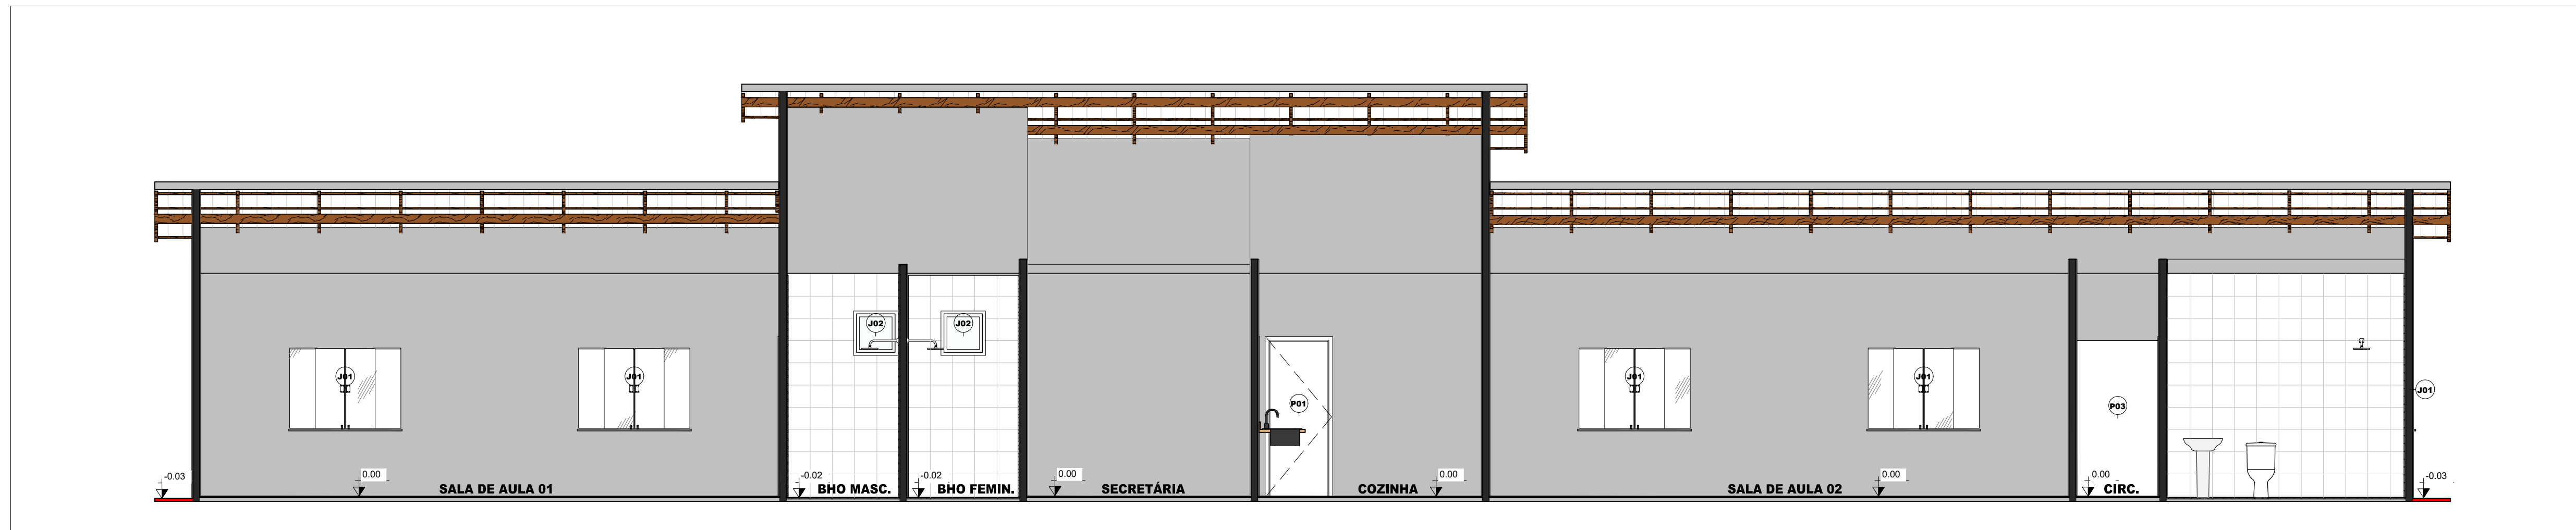 J02
J02
J01
J01
J01
J01
J01
P01
P03
-0.03
0.00
-0.02
-0.02
0.00
0.00
0.00
0.00
-0.03
SALA DE AULA 01
BHO MASC.
BHO FEMIN.
SECRETÁRIA
COZINHA
SALA DE AULA 02
CIRC.